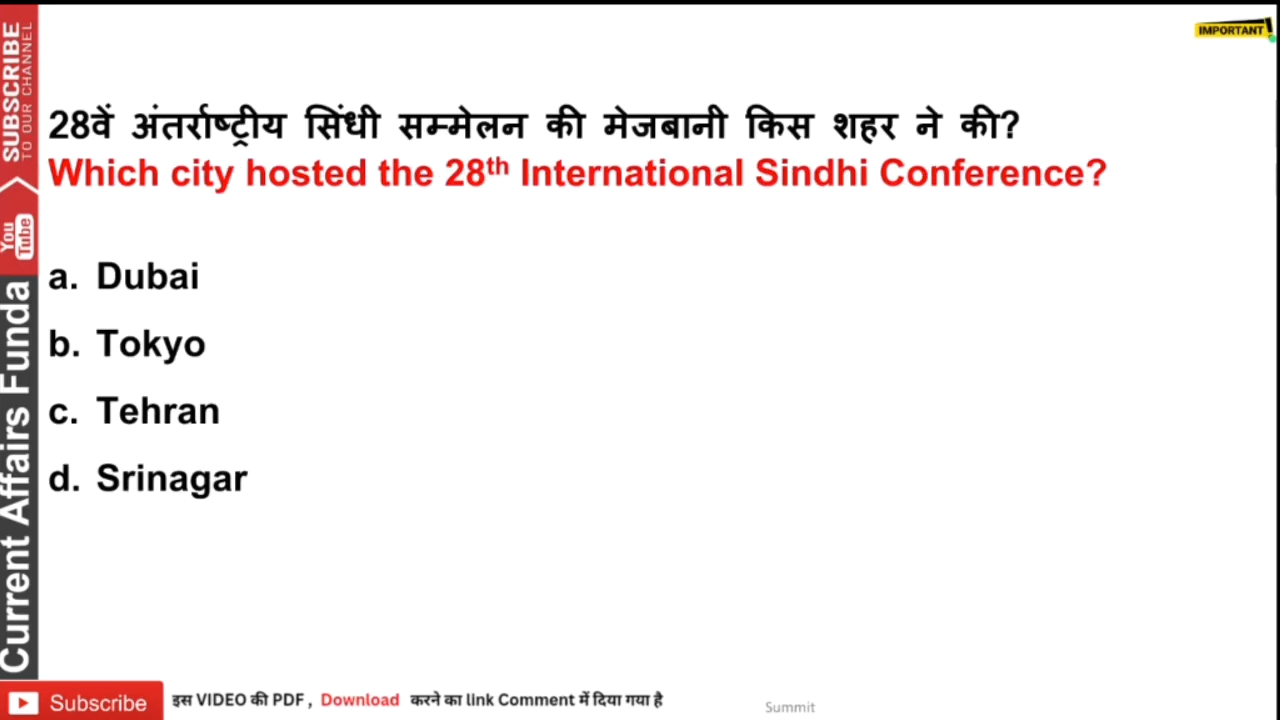 IMPORTANT!
28वें अंतर्राष्ट्रीय सिंधी सम्मेलन की मेजबानी किस शहर ने की?
Which city hosted the 28th International Sindhi Conference?
a. Dubai
b. Tokyo
c. Tehran
d. Srinagar
SUBSCRIBE
TO OUR CHANNEL
You
Tube
Current Affairs Funda
Subscribe
इस VIDEO की PDF , Download करने का link Comment में दिया गया है
Summit